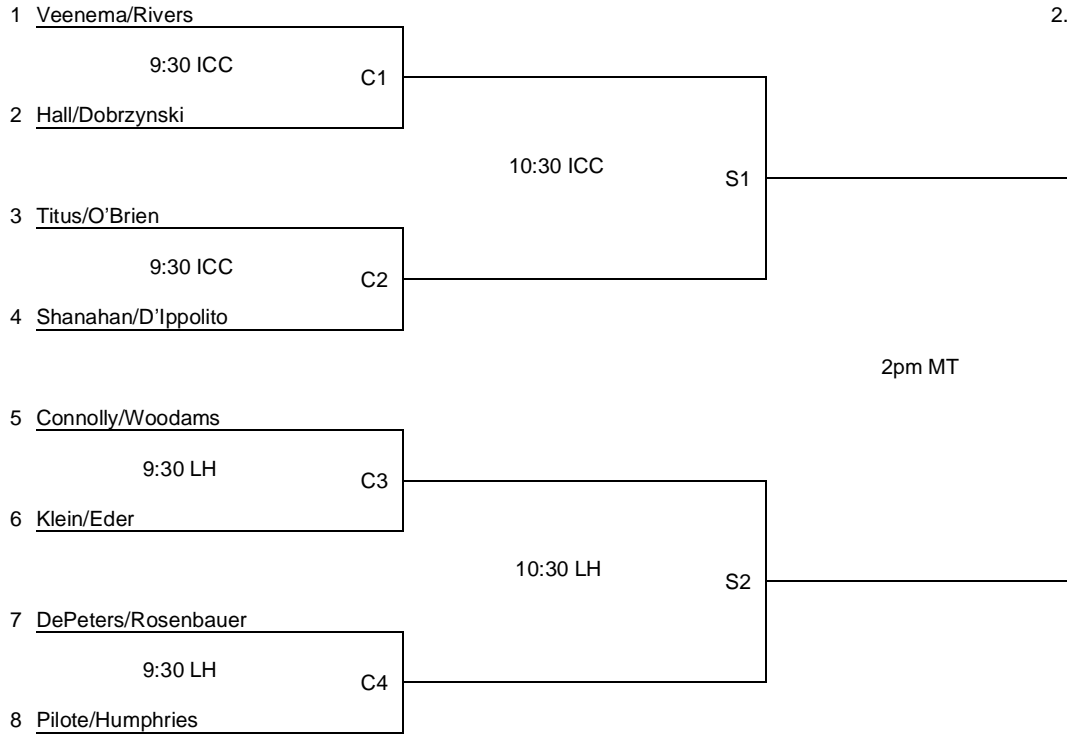 1 Veenema/Rivers
2.
9:30 ICC
C1
2 Hall/Dobrzynski
10:30 ICC
S1
3 Titus/O'Brien
9:30 ICC
C2
4 Shanahan/D'Ippolito
2pm MT
5 Connolly/Woodams
9:30 LH
C3
6 Klein/Eder
10:30 LH
S2
7 DePeters/Rosenbauer
9:30 LH
C4
8 Pilote/Humphries